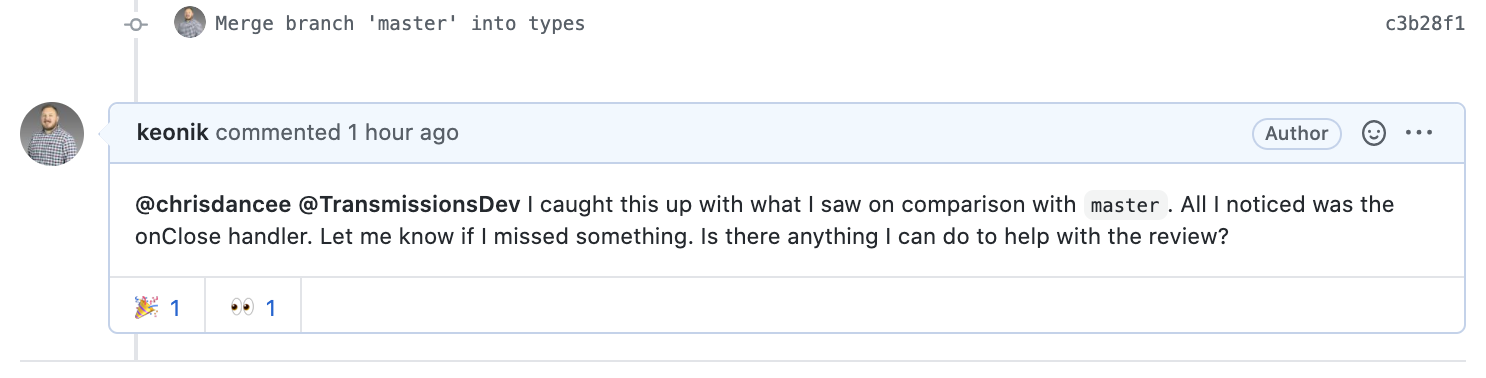 Merge branch 'master' into types
c3b28f1
keonik commented 1 hour ago
Author
@chrisdancee @TransmissionsDev I caught this up with what I saw on comparison with master. All I noticed was the
onClose handler. Let me know if I missed something. Is there anything I can do to help with the review?
1
1